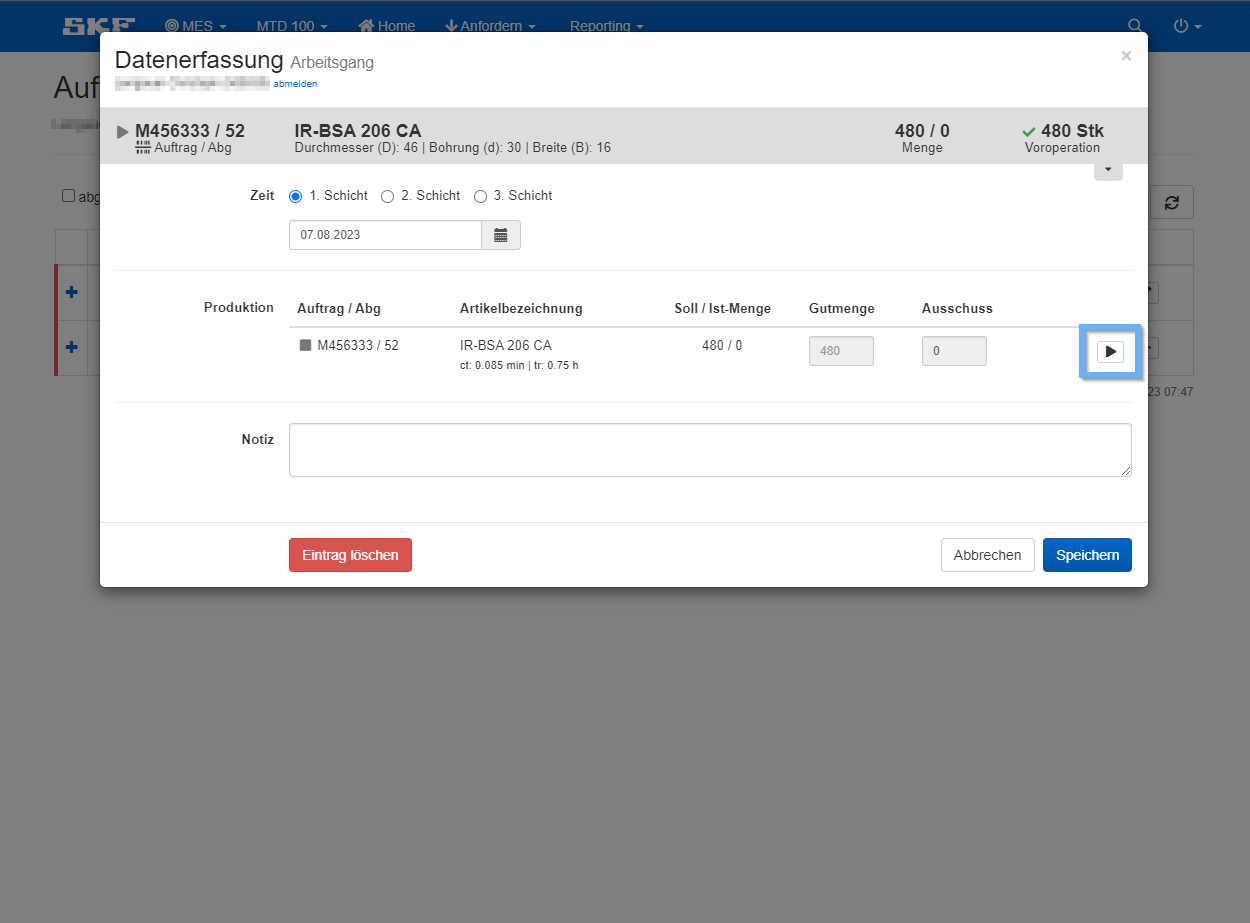 SKF MES MTD 100 Home Anfordern Reporting
Auf
Datenerfassung Arbeitsgang ×
abmelden
M456333 / 52 IR-BSA 206 CA 480 / 0 480 Stk
Auftrag / Abg Durchmesser (D): 46 | Bohrung (d): 30 | Breite (B): 16 Menge Voroperation
abg Zeit 1. Schicht 2. Schicht 3. Schicht
07.08.2023
Produktion Auftrag / Abg Artikelbezeichnung Soll / Ist-Menge Gutmenge Ausschuss
M456333 / 52 IR-BSA 206 CA 480 / 0 480 0
ct: 0.085 min | tr: 0.75 h
23 07:47
Notiz
Eintrag löschen Abbrechen Speichern